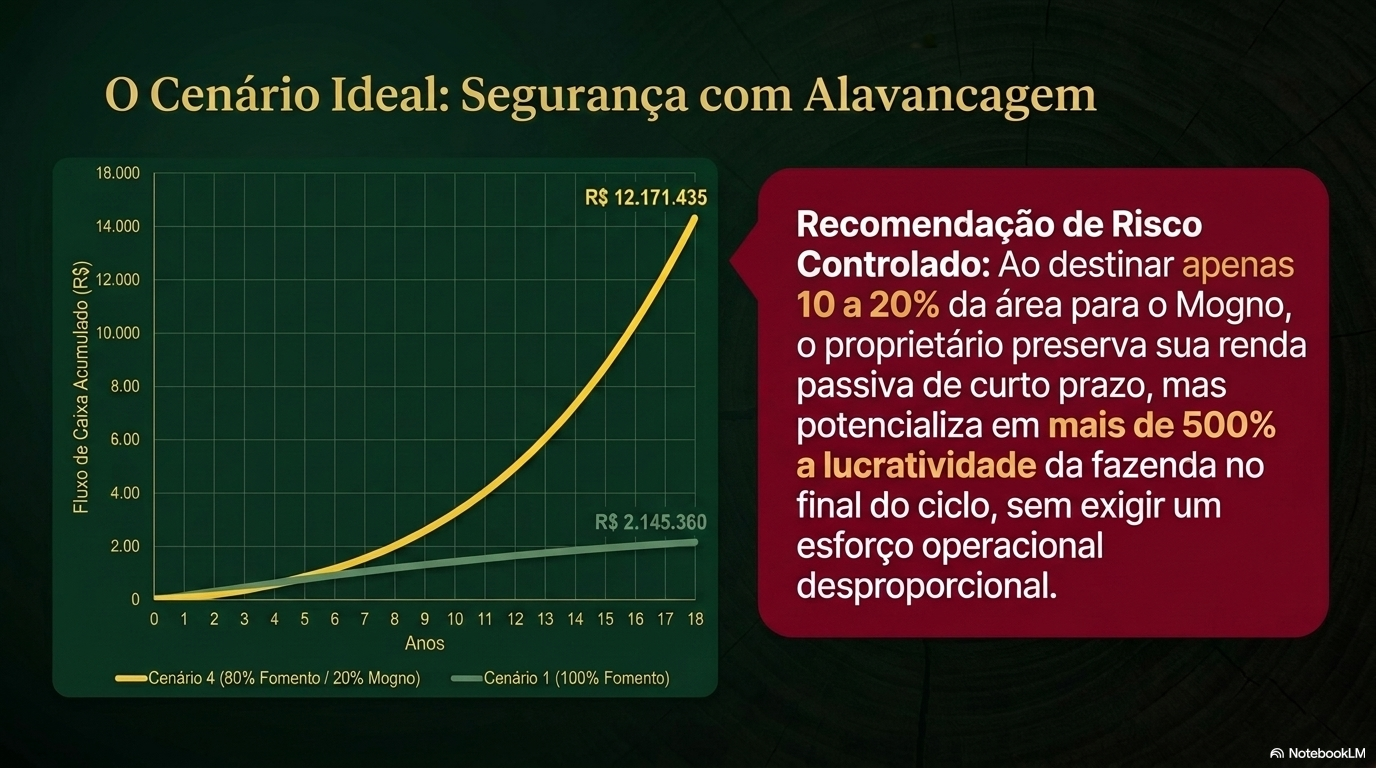 O Cenário Ideal: Segurança com Alavancagem
18.000
14.000
12.000
10.000
8.00
6.00
4.00
2.00
0
Fluxo de Caixa Acumulado (R$)
R$ 12.171.435
R$ 2.145.360
0 1 2 3 4 5 6 7 8 9 10 11 12 13 14 15 16 17 18
Anos
Cenário 4 (80% Fomento / 20% Mogno) Cenário 1 (100% Fomento)
Recomendação de Risco
Controlado: Ao destinar apenas
10 a 20% da área para o Mogno,
o proprietário preserva sua renda
passiva de curto prazo, mas
potencializa em mais de 500%
a lucratividade da fazenda no
final do ciclo, sem exigir um
esforço operacional
desproporcional.
NotebookLM